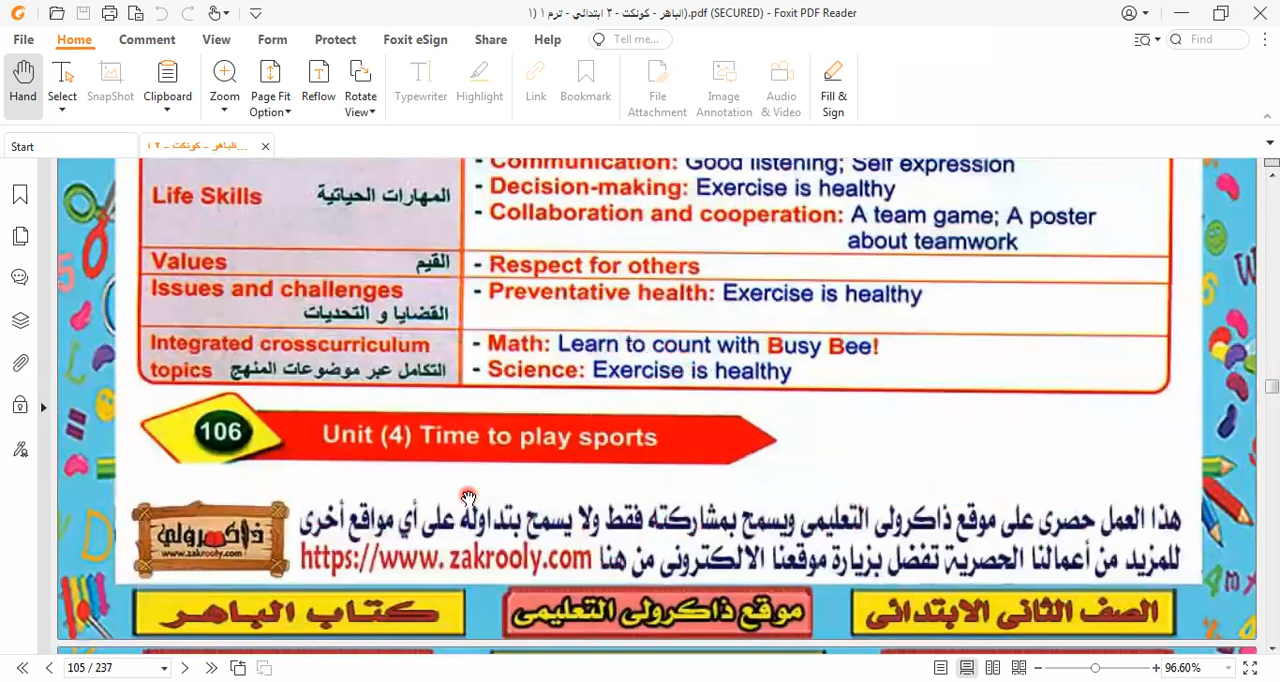 الباهر - كونكت - ٢ ابتدائي - ترم ١ (١).pdf (SECURED) - Foxit PDF Reader
File Home Comment View Form Protect Foxit eSign Share Help Tell me... Find
Hand Select SnapShot Clipboard Zoom Page Fit Option Reflow Rotate View Typewriter Highlight Link Bookmark File Attachment Image Annotation Audio & Video Fill & Sign
Start
الباهر - كونكت - ٢ ١...
- Communication: Good listening; Self expression
Life Skills المهارات الحياتية
- Decision-making: Exercise is healthy
- Collaboration and cooperation: A team game; A poster
about teamwork
Values القيم - Respect for others
Issues and challenges - Preventative health: Exercise is healthy
القضايا و التحديات
Integrated crosscurriculum - Math: Learn to count with Busy Bee!
topics التكامل عبر موضوعات المنهج - Science: Exercise is healthy
106 Unit (4) Time to play sports
هذا العمل حصرى على موقع ذاكرولى التعليمى ويسمح بمشاركته فقط ولا يسمح بتداوله على أي مواقع أخرى
للمزيد من أعمالنا الحصرية تفضل بزيارة موقعنا الالكترونى من هنا https://www. zakrooly.com
ذاكرولي
www.zakrooly.com
الصف الثانى الابتدائى موقع ذاكرولى التعليمى كتاب الباهر
105 / 237 96.60%